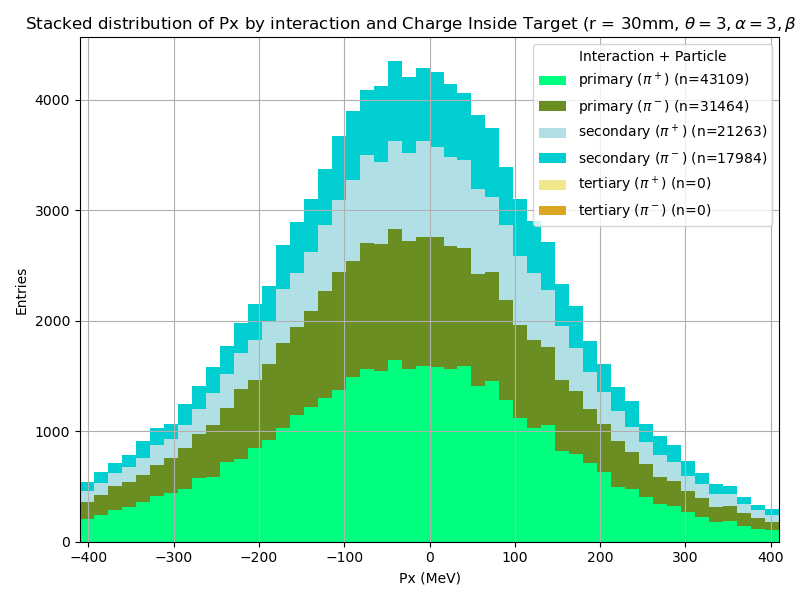 Stacked distribution of Px by interaction and Charge Inside Target (r = 30mm, θ = 3, α = 3, β
Interaction + Particle
primary (π⁺) (n=43109)
primary (π⁻) (n=31464)
secondary (π⁺) (n=21263)
secondary (π⁻) (n=17984)
tertiary (π⁺) (n=0)
tertiary (π⁻) (n=0)
4000
3000
2000
1000
0
Entries
−400 −300 −200 −100 0 100 200 300 400
Px (MeV)